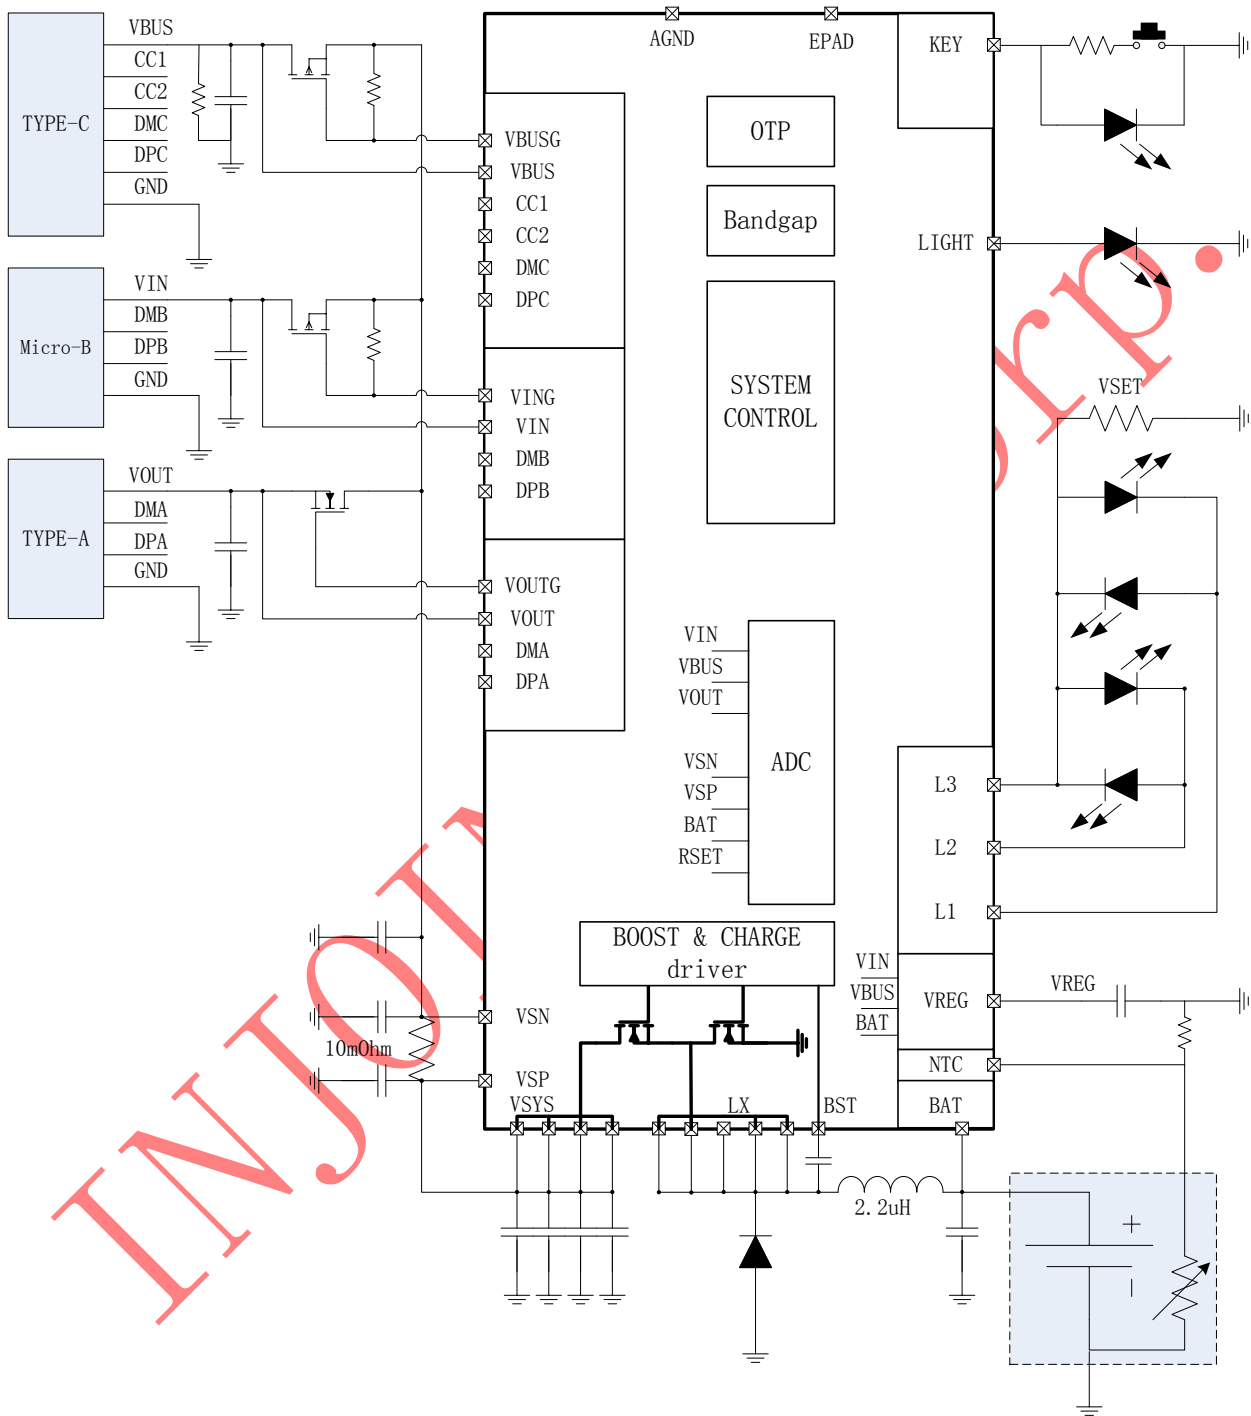 VBUS
CC1
CC2
DMC
DPC
GND
TYPE-C
VIN
DMB
DPB
GND
Micro-B
VOUT
DMA
DPA
GND
TYPE-A
AGND
EPAD
KEY
VBUSG
VBUS
CC1
CC2
DMC
DPC
VING
VIN
DMB
DPB
VOUTG
VOUT
DMA
DPA
OTP
Bandgap
SYSTEM
CONTROL
LIGHT
VSET
VIN
VBUS
VOUT
VSN
VSP
BAT
RSET
ADC
L3
L2
L1
BOOST & CHARGE
driver
VIN
VBUS
BAT
VREG
VREG
NTC
BAT
VSN
10mOhm
VSP
VSYS
LX
BST
2.2uH
+